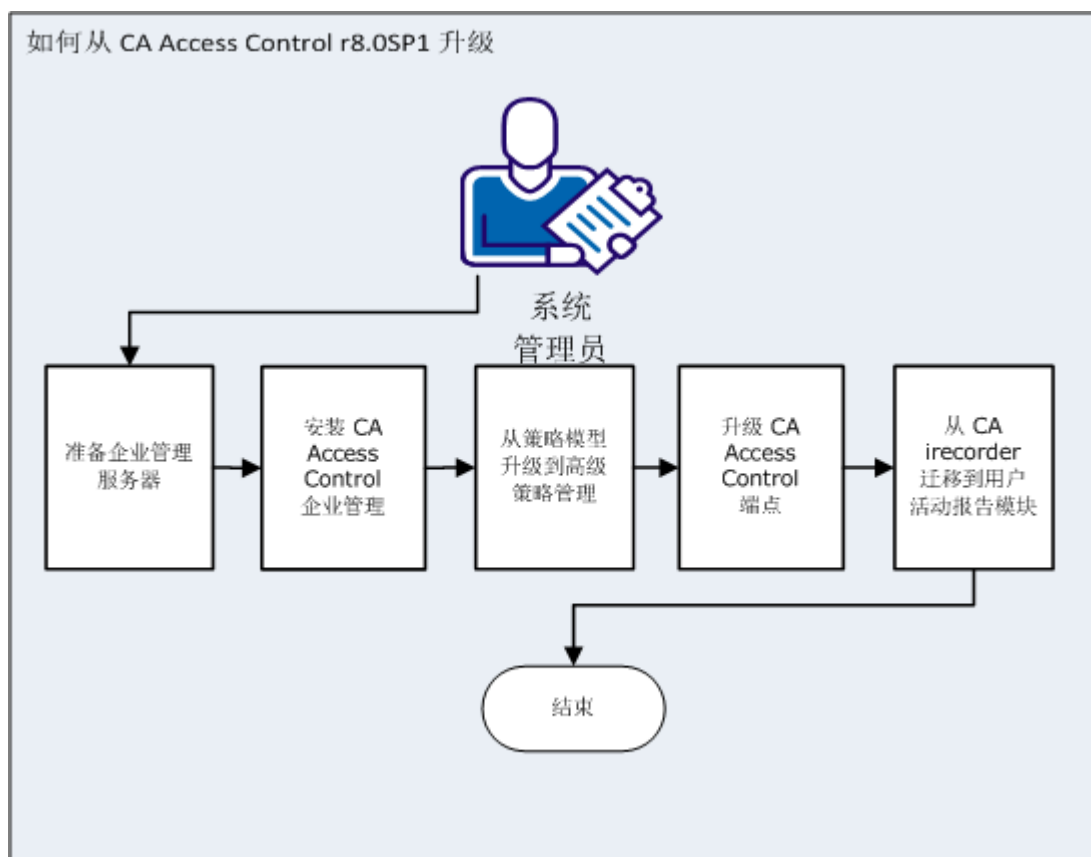 如何从 CA Access Control r8.0SP1 升级
系统
管理员
准备企业管理
服务器
安装 CA
Access
Control
企业管理
从策略模型
升级到高级
策略管理
升级 CA
Access
Control
端点
从 CA
irecorder
迁移到用户
活动报告模块
结束